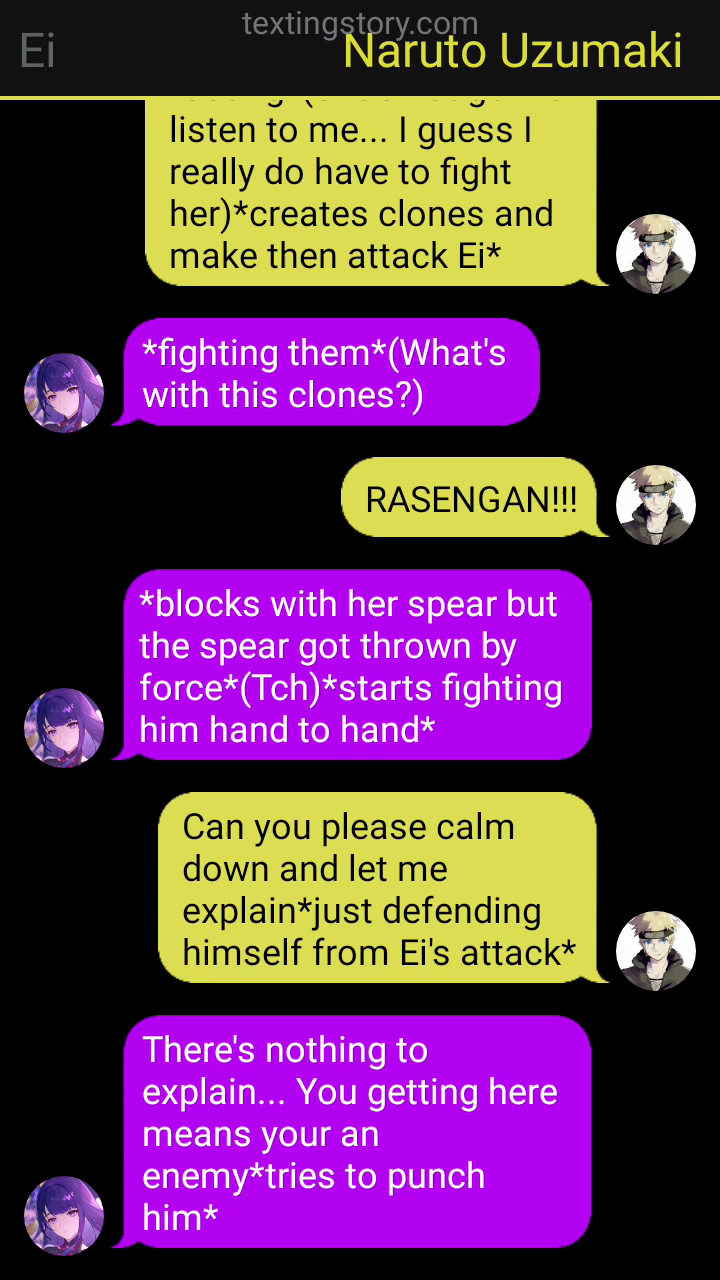 textingstory.com
Ei
Naruto Uzumaki
listen to me... I guess I
really do have to fight
her)*creates clones and
make then attack Ei*
*fighting them*(What's
with this clones?)
RASENGAN!!!
*blocks with her spear but
the spear got thrown by
force*(Tch)*starts fighting
him hand to hand*
Can you please calm
down and let me
explain*just defending
himself from Ei's attack*
There's nothing to
explain... You getting here
means your an
enemy*tries to punch
him*